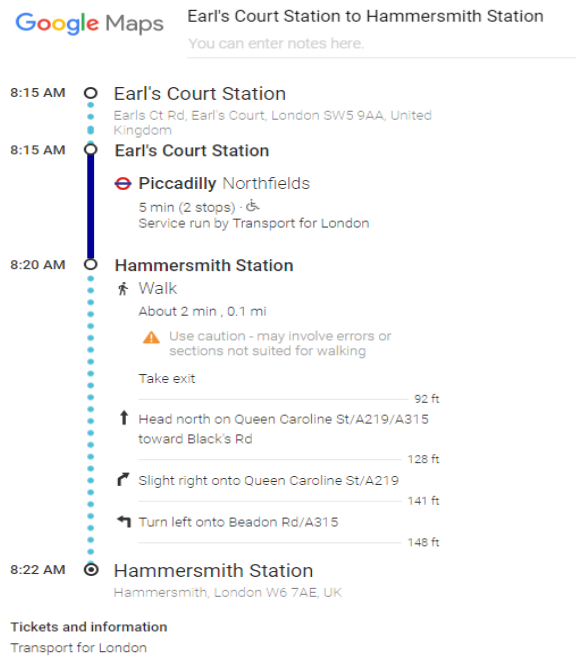 Google Maps
Earl's Court Station to Hammersmith Station
You can enter notes here.
8:15 AM
Earl's Court Station
Earls Ct Rd, Earl's Court, London SW5 9AA, United
Kingdom
8:15 AM
Earl's Court Station
Piccadilly Northfields
5 min (2 stops) ·
Service run by Transport for London
8:20 AM
Hammersmith Station
Walk
About 2 min , 0.1 mi
Use caution - may involve errors or
sections not suited for walking
Take exit
92 ft
Head north on Queen Caroline St/A219/A315
toward Black's Rd
128 ft
Slight right onto Queen Caroline St/A219
141 ft
Turn left onto Beadon Rd/A315
148 ft
8:22 AM
Hammersmith Station
Hammersmith, London W6 7AE, UK
Tickets and information
Transport for London